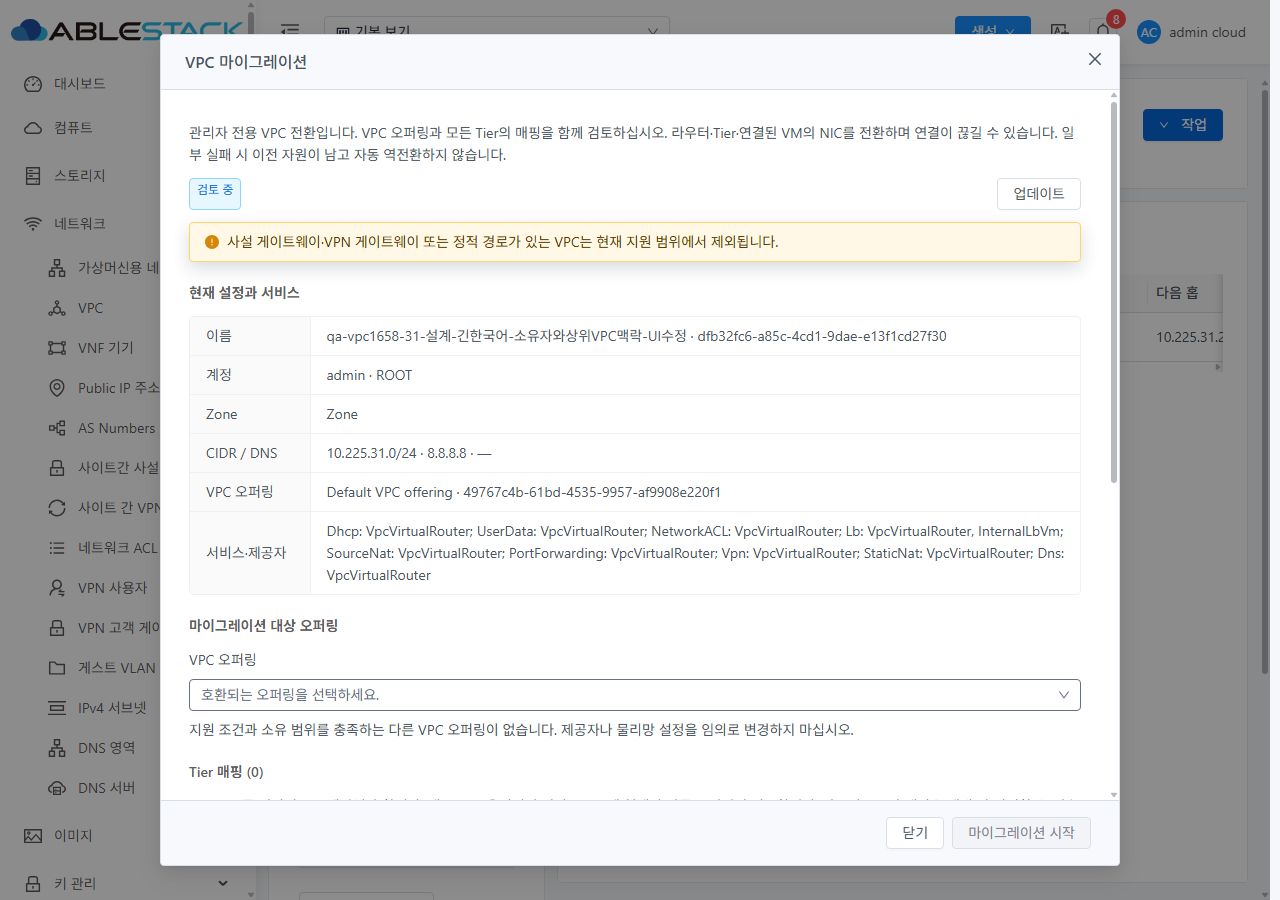 ABLESTACK
기본 보기
생성
8
AC
admin cloud
대시보드
컴퓨트
스토리지
네트워크
가상머신용 네
VPC
VNF 기기
Public IP 주소
AS Numbers
사이트간 사설
사이트 간 VPN
네트워크 ACL
VPN 사용자
VPN 고객 게이
게스트 VLAN
IPv4 서브넷
DNS 영역
DNS 서버
이미지
키 관리
작업
다음 홉
10.225.31.2
VPC 마이그레이션
관리자 전용 VPC 전환입니다. VPC 오퍼링과 모든 Tier의 매핑을 함께 검토하십시오. 라우터·Tier·연결된 VM의 NIC를 전환하며 연결이 끊길 수 있습니다. 일
부 실패 시 이전 자원이 남고 자동 역전환하지 않습니다.
검토 중
업데이트
사설 게이트웨이·VPN 게이트웨이 또는 정적 경로가 있는 VPC는 현재 지원 범위에서 제외됩니다.
현재 설정과 서비스
이름
qa-vpc1658-31-설계-긴한국어-소유자와상위VPC맥락-UI수정 · dfb32fc6-a85c-4cd1-9dae-e13f1cd27f30
계정
admin · ROOT
Zone
Zone
CIDR / DNS
10.225.31.0/24 · 8.8.8.8 · —
VPC 오퍼링
Default VPC offering · 49767c4b-61bd-4535-9957-af9908e220f1
서비스·제공자
Dhcp: VpcVirtualRouter; UserData: VpcVirtualRouter; NetworkACL: VpcVirtualRouter; Lb: VpcVirtualRouter, InternalLbVm;
SourceNat: VpcVirtualRouter; PortForwarding: VpcVirtualRouter; Vpn: VpcVirtualRouter; StaticNat: VpcVirtualRouter; Dns:
VpcVirtualRouter
마이그레이션 대상 오퍼링
VPC 오퍼링
호환되는 오퍼링을 선택하세요.
지원 조건과 소유 범위를 충족하는 다른 VPC 오퍼링이 없습니다. 제공자나 물리망 설정을 임의로 변경하지 마십시오.
Tier 매핑 (0)
닫기
마이그레이션 시작